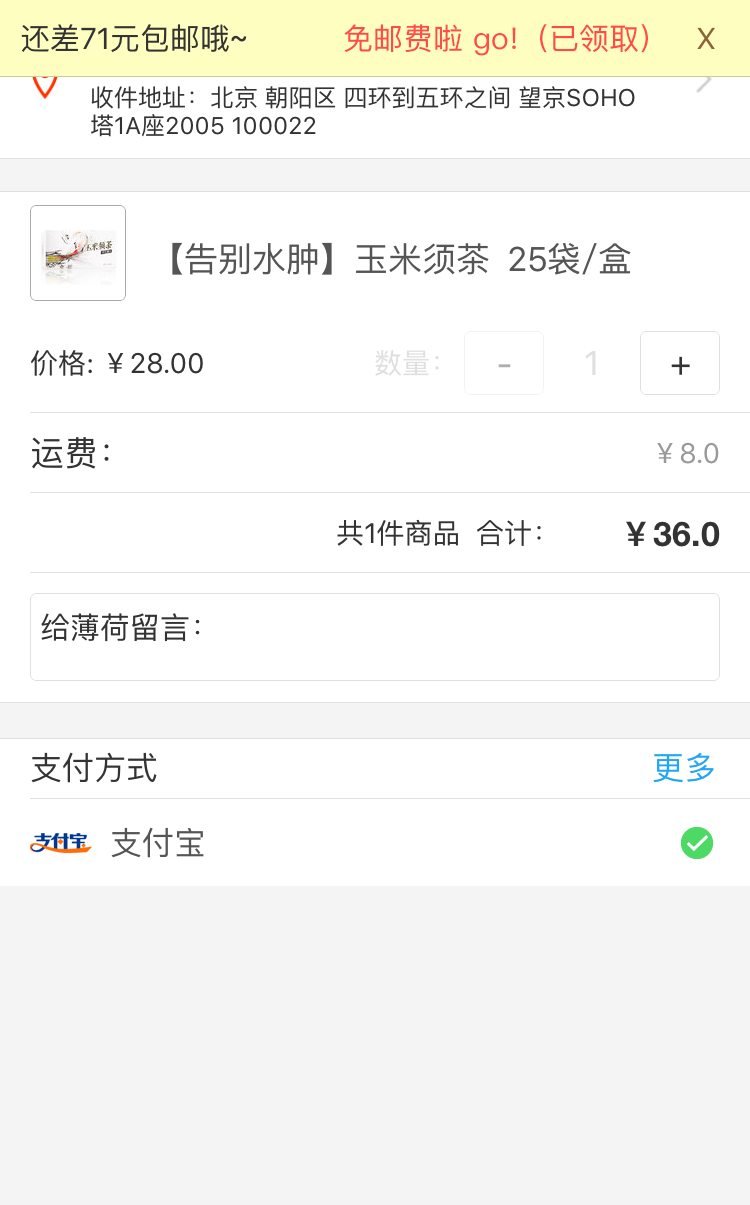 还差71元包邮哦~ 免邮费啦 go!（已领取） X
收件地址：北京 朝阳区 四环到五环之间 望京SOHO
塔1A座2005 100022
玉米须茶
【告别水肿】玉米须茶 25袋/盒
价格: ¥ 28.00 数量： - 1 +
运费： ¥ 8.0
共1件商品 合计： ¥ 36.0
给薄荷留言：
支付方式 更多
支付宝 支付宝